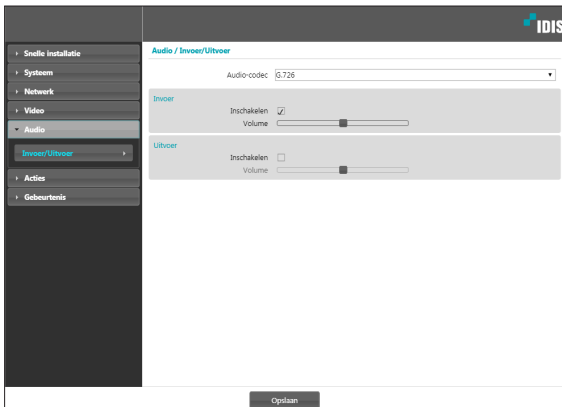 IDIS
Snelle installatie
Systeem
Netwerk
Video
Audio
Invoer/Uitvoer
Acties
Gebeurtenis
Audio / Invoer/Uitvoer
Audio-codec G.726
Invoer
Inschakelen
Volume
Uitvoer
Inschakelen
Volume
Opslaan